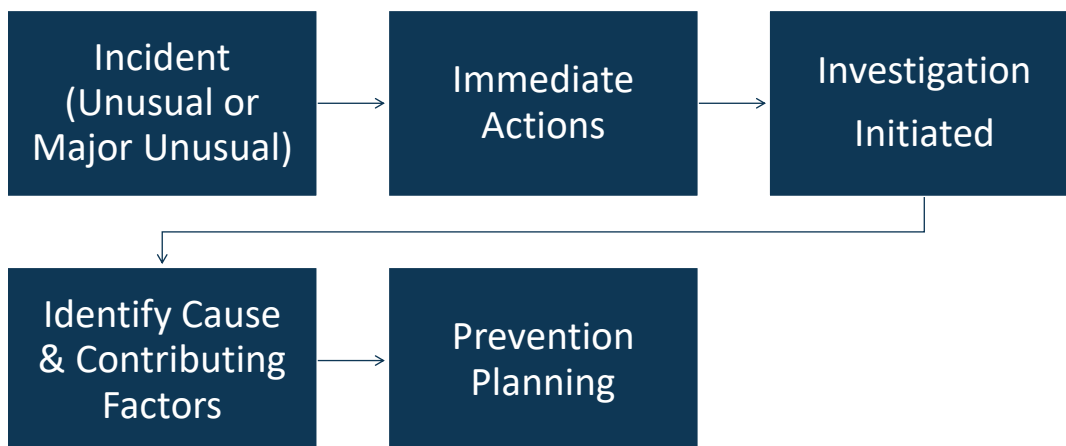 Incident
(Unusual or
Major Unusual)
Immediate
Actions
Investigation
Initiated
Identify Cause
& Contributing
Factors
Prevention
Planning